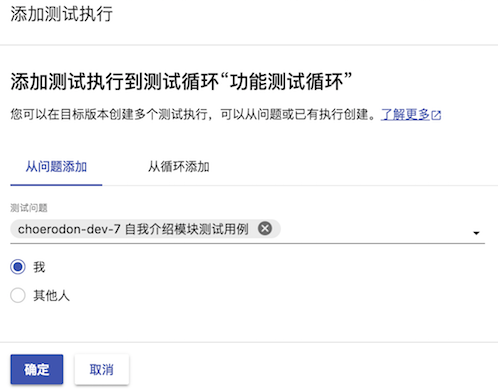 添加测试执行
添加测试执行到测试循环“功能测试循环”
您可以在目标版本创建多个测试执行，可以从问题或已有执行创建。了解更多
从问题添加 从循环添加
测试问题
choerodon-dev-7 自我介绍模块测试用例
我
其他人
确定 取消